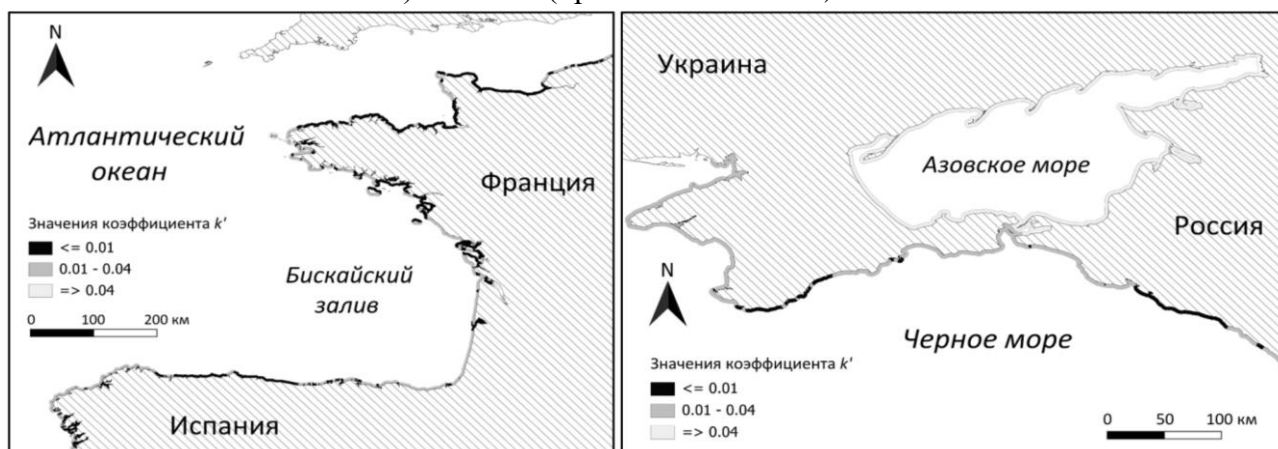 N
Атлантический
океан
Франция
Значения коэффициента k'
<= 0.01
0.01 - 0.04
=> 0.04
0 100 200 км
Бискайский
залив
Испания
Украина
Азовское море
Россия
N
Черное море
Значения коэффициента k'
<= 0.01
0.01 - 0.04
=> 0.04
0 50 100 км